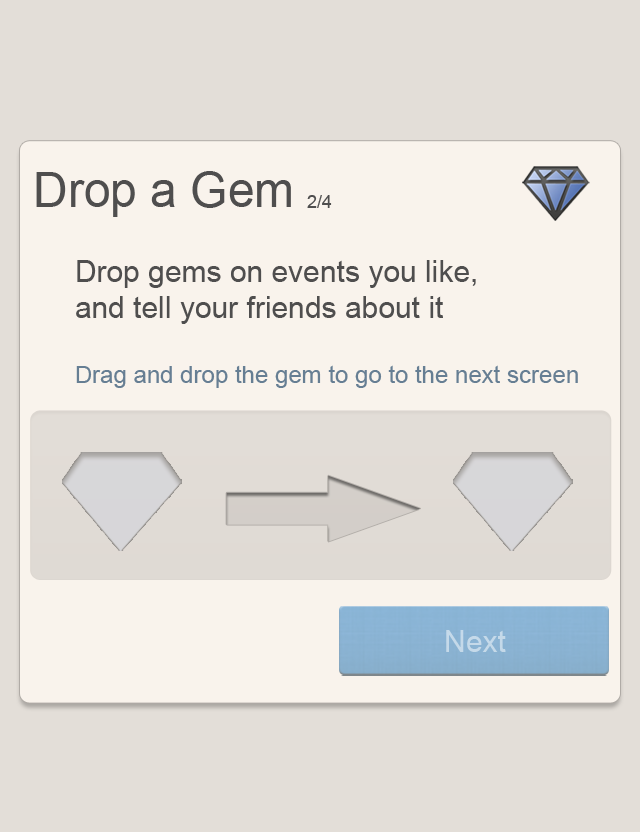 Drop a Gem 2/4
Drop gems on events you like,
and tell your friends about it
Drag and drop the gem to go to the next screen
Next